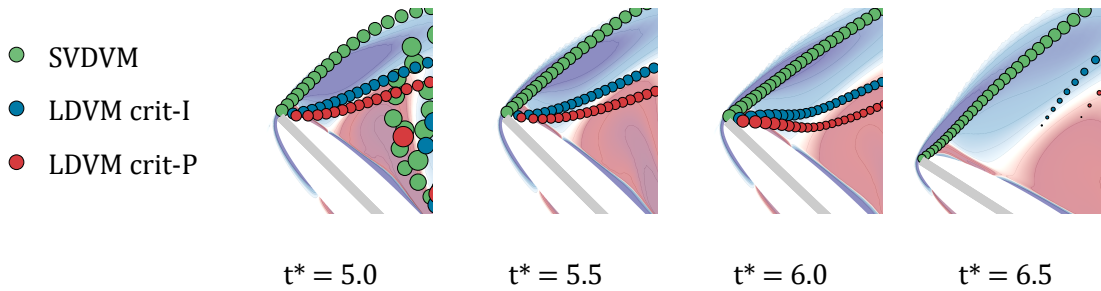 SVDVM
LDVM crit-I
LDVM crit-P
t* = 5.0
t* = 5.5
t* = 6.0
t* = 6.5